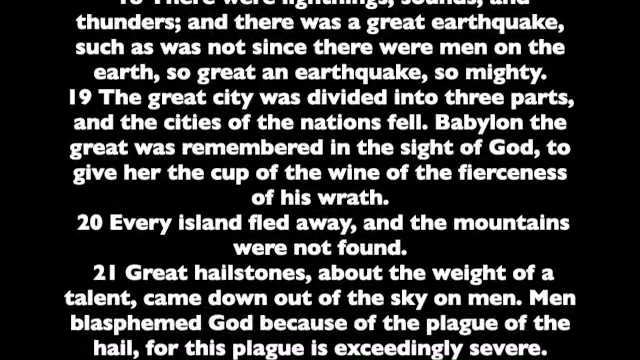 18 There were lightnings, sounds, and
thunders; and there was a great earthquake,
such as was not since there were men on the
earth, so great an earthquake, so mighty.
19 The great city was divided into three parts,
and the cities of the nations fell. Babylon the
great was remembered in the sight of God, to
give her the cup of the wine of the fierceness
of his wrath.
20 Every island fled away, and the mountains
were not found.
21 Great hailstones, about the weight of a
talent, came down out of the sky on men. Men
blasphemed God because of the plague of the
hail, for this plague is exceedingly severe.